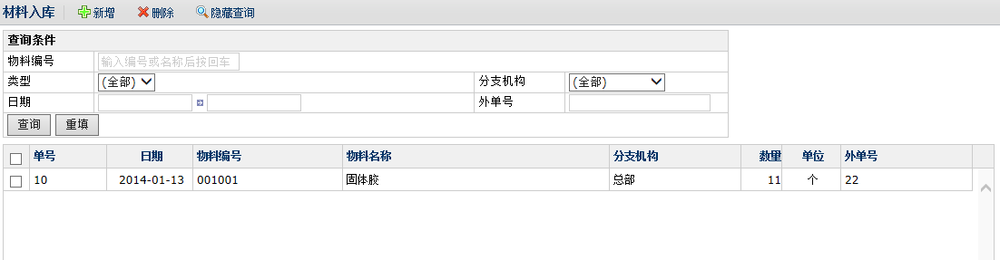 材料入库 新增 删除 隐藏查询
查询条件
物料编号 输入编号或名称后按回车
类型 (全部) 分支机构 (全部)
日期 外单号
查询 重填
单号 日期 物料编号 物料名称 分支机构 数量 单位 外单号
10 2014-01-13 001001 固体胶 总部 11 个 22